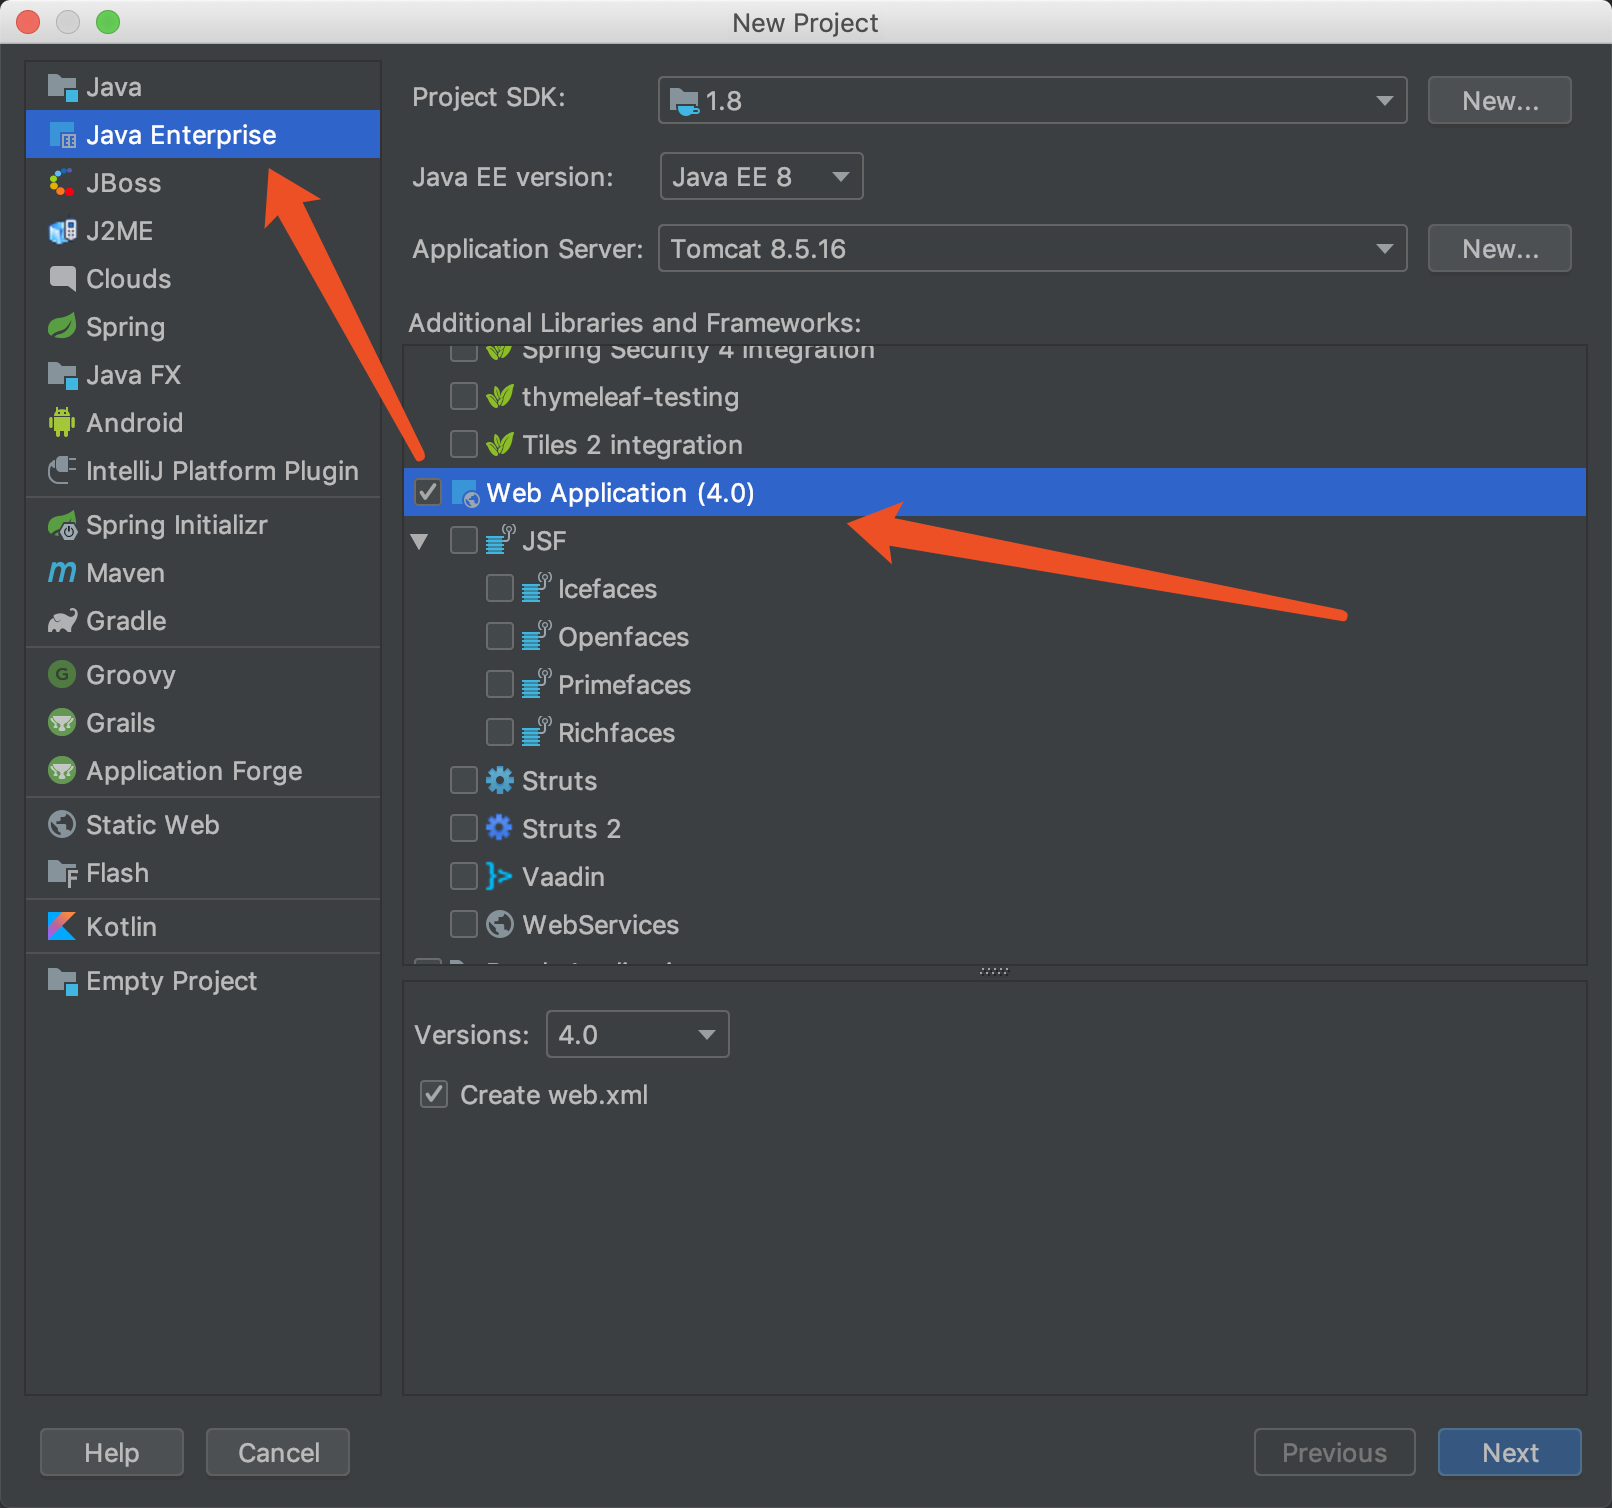 New Project
Java
Java Enterprise
JBoss
J2ME
Clouds
Spring
Java FX
Android
IntelliJ Platform Plugin
Spring Initializr
Maven
Gradle
Groovy
Grails
Application Forge
Static Web
Flash
Kotlin
Empty Project
Project SDK: 1.8 New...
Java EE version: Java EE 8
Application Server: Tomcat 8.5.16 New...
Additional Libraries and Frameworks:
Spring Security 4 integration
thymeleaf-testing
Tiles 2 integration
Web Application (4.0)
JSF
Icefaces
Openfaces
Primefaces
Richfaces
Struts
Struts 2
Vaadin
WebServices
Versions: 4.0
Create web.xml
Help Cancel Previous Next